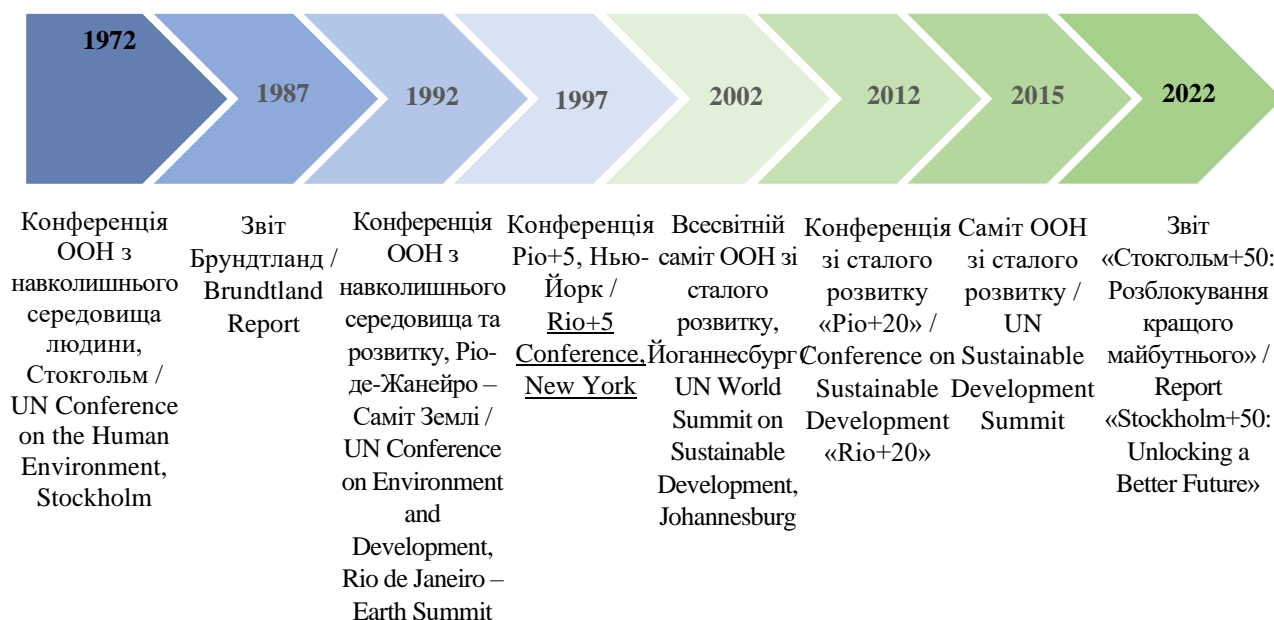 1972
1987
1992
1997
2002
2012
2015
2022
Конференція
ООН з
навколишнього
середовища
людини,
Стокгольм /
UN Conference
on the Human
Environment,
Stockholm
Звіт
Брундтланд /
Brundtland
Report
Конференція
ООН з
навколишнього
середовища та
розвитку, Ріо-
де-Жанейро –
Саміт Землі /
UN Conference
on Environment
and
Development,
Rio de Janeiro –
Earth Summit
Конференція
Ріо+5, Нью-
Йорк /
Rio+5
Conference,
New York
Всесвітній
саміт ООН зі
сталого
розвитку,
Йоганнесбург /
UN World
Summit on
Sustainable
Development,
Johannesburg
Конференція
зі сталого
розвитку
«Ріо+20» /
Conference on
Sustainable
Development
«Rio+20»
Саміт ООН
зі сталого
розвитку /
UN
Sustainable
Development
Summit
Звіт
«Стокгольм+50:
Розблокування
кращого
майбутнього» /
Report
«Stockholm+50:
Unlocking a
Better Future»